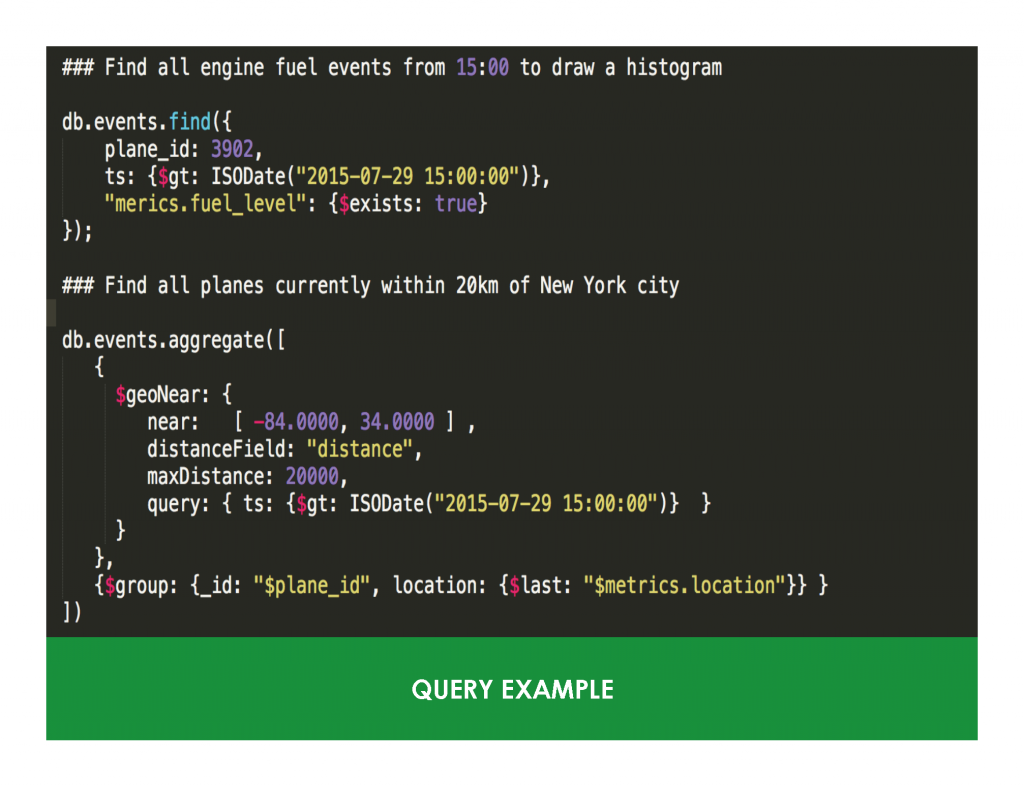 ### Find all engine fuel events from 15:00 to draw a histogram
db.events.find({
plane_id: 3902,
ts: {$gt: ISODate("2015-07-29 15:00:00")},
"merics.fuel_level": {$exists: true}
});
### Find all planes currently within 20km of New York city
db.events.aggregate([
{
$geoNear: {
near: [ -84.0000, 34.0000 ] ,
distanceField: "distance",
maxDistance: 20000,
query: { ts: {$gt: ISODate("2015-07-29 15:00:00")} }
}
},
{$group: {_id: "$plane_id", location: {$last: "$metrics.location"}} }
])
QUERY EXAMPLE